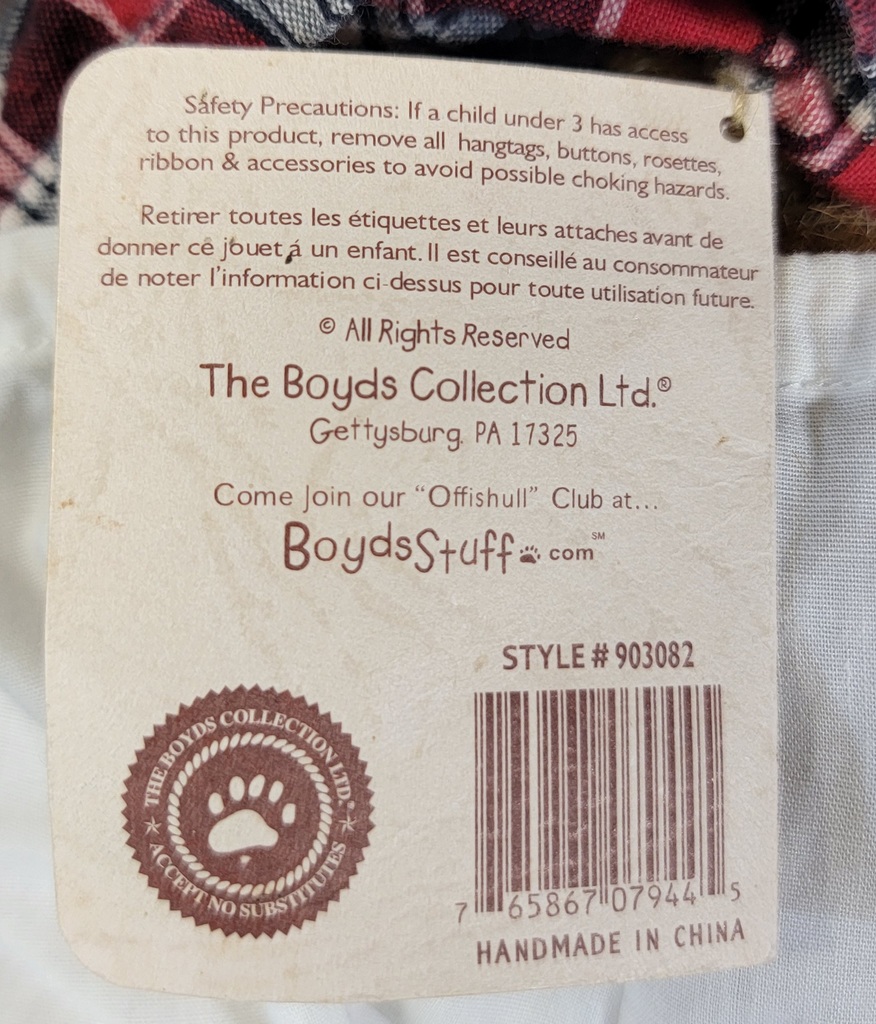 Safety Precautions: If a child under 3 has access
to this product, remove all hangtags, buttons, rosettes,
ribbon & accessories to avoid possible choking hazards.
Retirer toutes les étiquettes et leurs attaches avant de
donner cê jouet á un enfant. Il est conseillé au consommateur
de noter l'information ci-dessus pour toute utilisation future.
© All Rights Reserved
The Boyds Collection Ltd.®
Gettysburg, PA 17325
Come Join our "Offishull" Club at...
BoydsStuff.com℠
STYLE # 903082
THE BOYDS COLLECTION LTD.®
ACCEPT NO SUBSTITUTES
7 65867 07944 5
HANDMADE IN CHINA